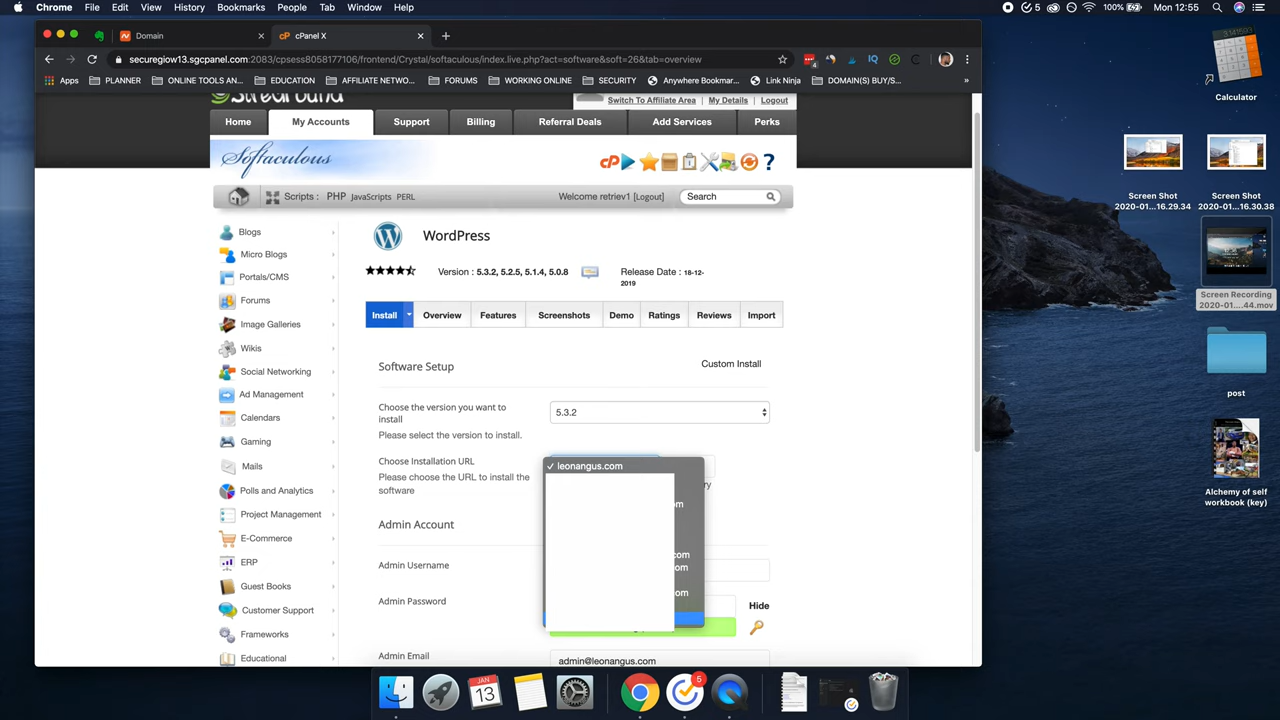 Chrome File Edit View History Bookmarks People Tab Window Help
5 100% Mon 12:55
Domain
cPanel X
securegiow13.sgcpanel.com:2083/cpsess8058177106/frontend/Crystal/softaculous/index.live.php?act=software&soft=26&tab=overview
Apps PLANNER ONLINE TOOLS AN... EDUCATION AFFILIATE NETWO... FORUMS WORKING ONLINE SECURITY Anywhere Bookmar... Link Ninja DOMAIN(S) BUY/S... »
SiteGround
Switch To Affiliate Area | My Details | Logout
Home My Accounts Support Billing Referral Deals Add Services Perks
Softaculous
Scripts : PHP JavaScripts PERL
Welcome retriev1 [Logout]
Search
Blogs
Micro Blogs
Portals/CMS
Forums
Image Galleries
Wikis
Social Networking
Ad Management
Calendars
Gaming
Mails
Polls and Analytics
Project Management
E-Commerce
ERP
Guest Books
Customer Support
Frameworks
Educational
WordPress
Version : 5.3.2, 5.2.5, 5.1.4, 5.0.8
Release Date : 18-12-
2019
Install Overview Features Screenshots Demo Ratings Reviews Import
Software Setup
Custom Install
Choose the version you want to
install
Please select the version to install.
5.3.2
Choose Installation URL
Please choose the URL to install the
software
✓ leonangus.com
ry
om
.com
om
om
Admin Account
Admin Username
Admin Password
Hide
Admin Email
admin@leonangus.com
Calculator
Screen Shot
2020-01...16.29.34
Screen Shot
2020-01...16.30.38
Screen Recording
2020-01....44.mov
post
Alchemy of self
workbook (key)
JAN
13
5